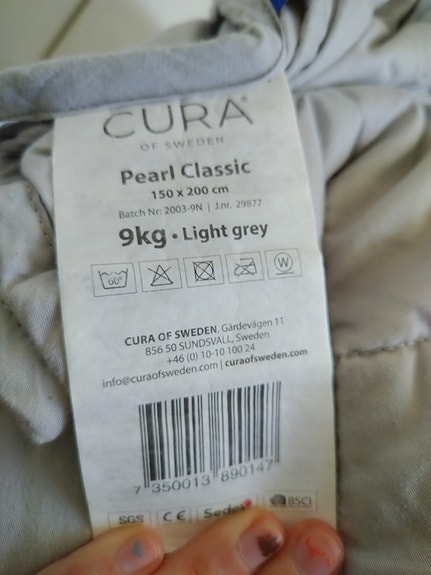 CURA®
OF SWEDEN
Pearl Classic
150 x 200 cm
Batch Nr: 2003-9N | J.nr. 29877
9kg • Light grey
60° W
CURA OF SWEDEN, Gärdevägen 11
856 50 SUNDSVALL, Sweden
+46 (0) 10-10 100 24
info@curaofsweden.com | curaofsweden.com
7 350013 890147
SGS CE Sedex BSCI